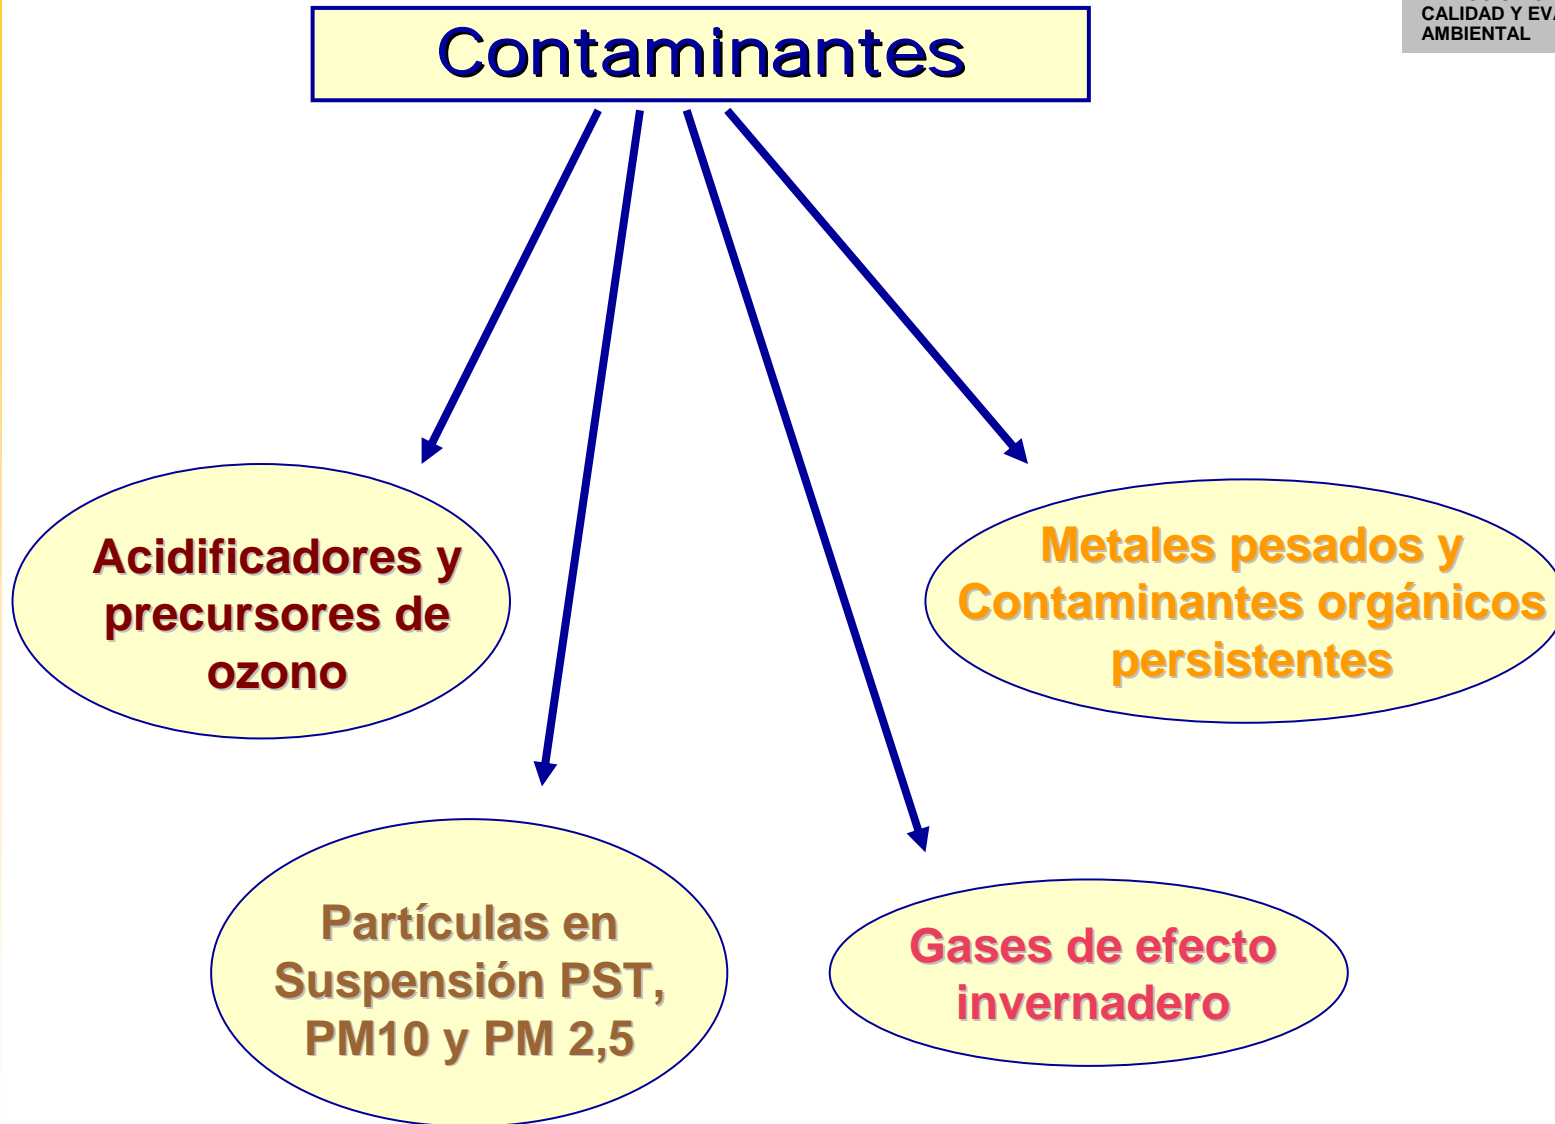 Contaminantes
CALIDAD Y
AMBIENTAL
Acidificadores y
precursores de
ozono
Metales pesados y
Contaminantes orgánicos
persistentes
Partículas en
Suspensión PST,
PM10 y PM 2,5
Gases de efecto
invernadero